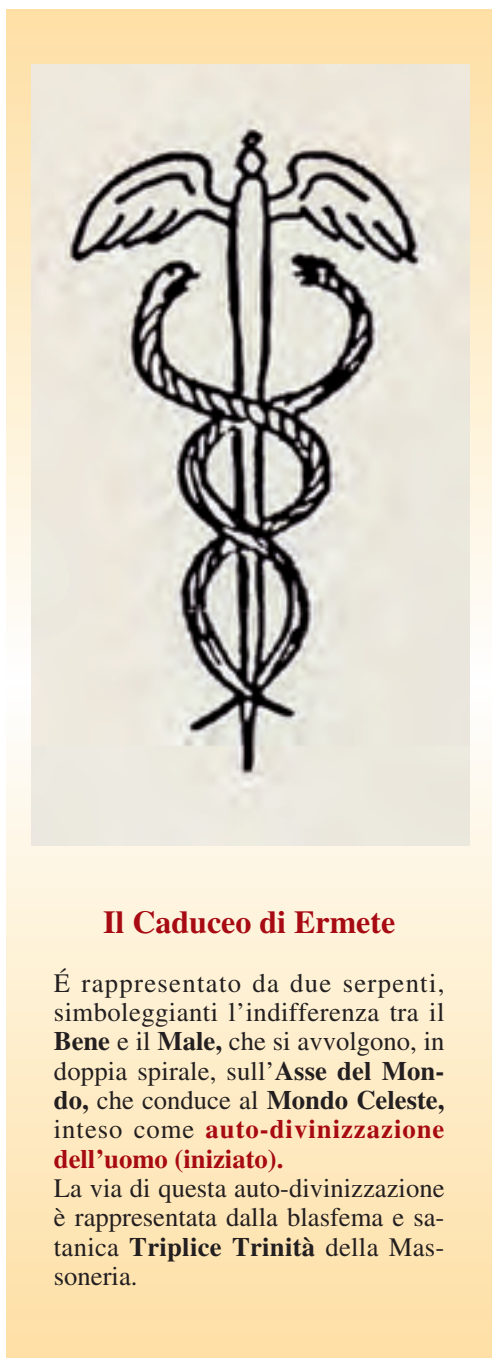 Il Caduceo di Ermete
É rappresentato da due serpenti,
simboleggianti l’indifferenza tra il
Bene e il Male, che si avvolgono, in
doppia spirale, sull’Asse del Mon-
do, che conduce al Mondo Celeste,
inteso come auto-divinizzazione
dell’uomo (iniziato).
La via di questa auto-divinizzazione
è rappresentata dalla blasfema e sa-
tanica Triplice Trinità della Mas-
soneria.